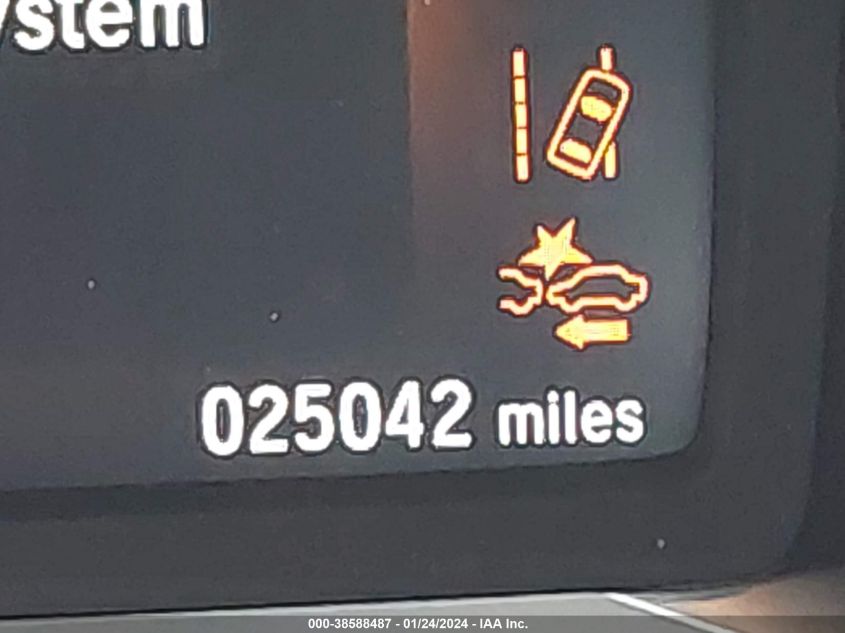 ystem
025042 miles
000-38588487 - 01/24/2024 - IAA Inc.